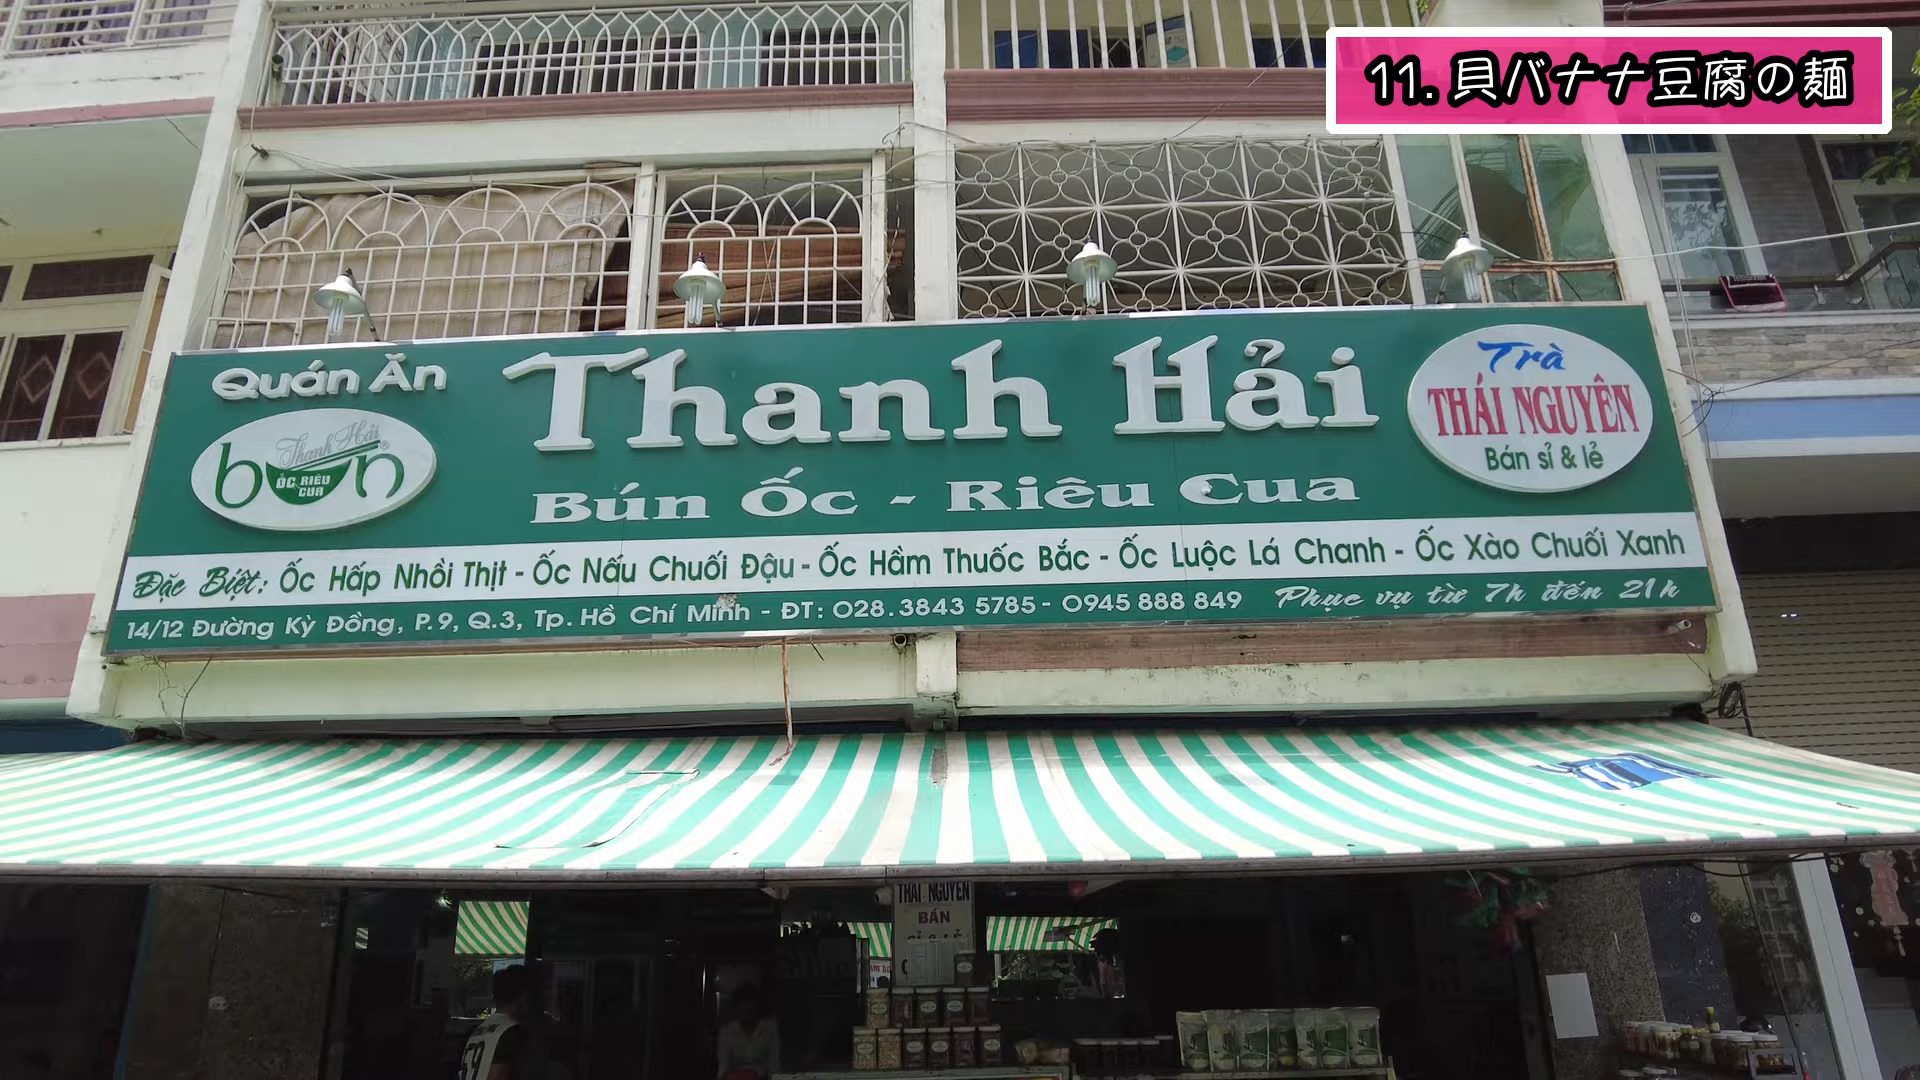 11. 貝バナナ豆腐の麺
Quán Ăn
Thanh Hải
Trà
THÁI NGUYÊN
Bán sỉ & lẻ
Thanh Hải ®
bun
ỐC RIÊU
CUA
Bún Ốc - Riêu Cua
Đặc Biệt: Ốc Hấp Nhồi Thịt - Ốc Nấu Chuối Đậu - Ốc Hầm Thuốc Bắc - Ốc Luộc Lá Chanh - Ốc Xào Chuối Xanh
14/12 Đường Kỳ Đồng, P.9, Q.3, Tp. Hồ Chí Minh - ĐT: 028.3843 5785 - 0945 888 849 Phục vụ từ 7h đến 21h
THÁI NGUYÊN
BÁN